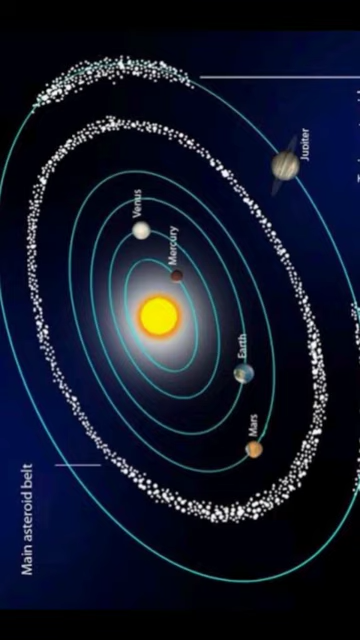 Main asteroid belt
Venus
Mercury
Earth
Mars
Jupiter